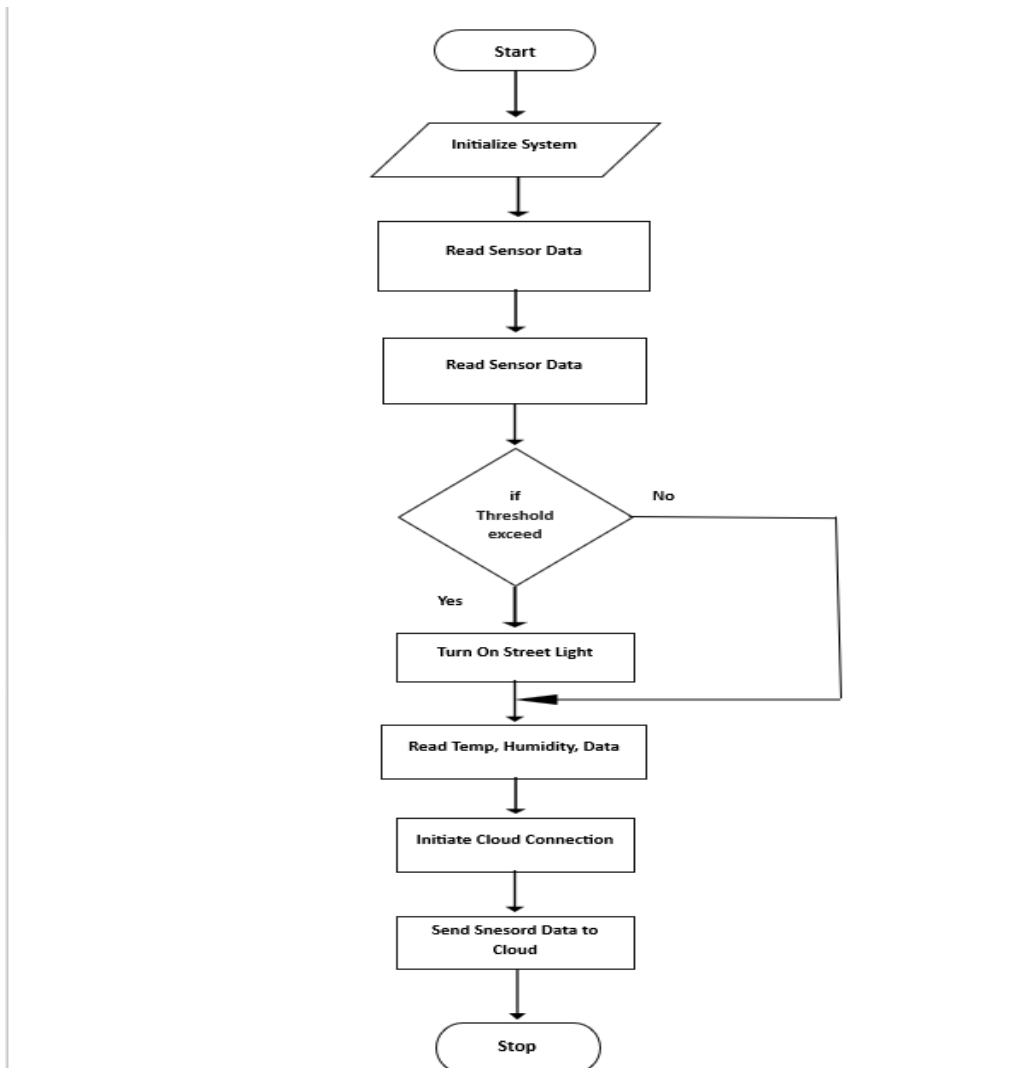 Start
Initialize System
Read Sensor Data
Read Sensor Data
if
Threshold
exceed
No
Yes
Turn On Street Light
Read Temp, Humidity, Data
Initiate Cloud Connection
Send Snesord Data to
Cloud
Stop